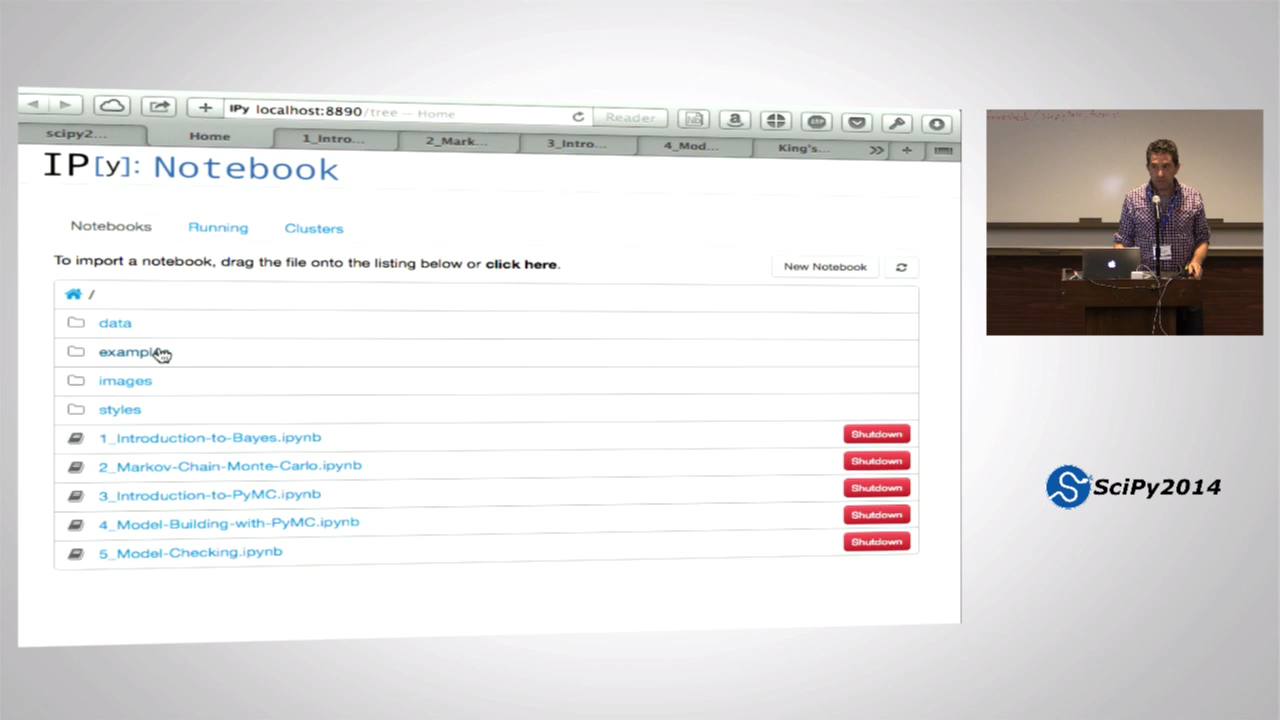 IPy localhost:8890/tree — Home
Reader
scipy2...
Home
1_Intro...
2_Mark...
3_Intro...
4_Mod...
King's...
IP[y]: Notebook
Notebooks
Running
Clusters
To import a notebook, drag the file onto the listing below or click here.
New Notebook
/
data
exampl
images
styles
1_Introduction-to-Bayes.ipynb
Shutdown
2_Markov-Chain-Monte-Carlo.ipynb
Shutdown
3_Introduction-to-PyMC.ipynb
Shutdown
4_Model-Building-with-PyMC.ipynb
Shutdown
5_Model-Checking.ipynb
Shutdown
SciPy2014